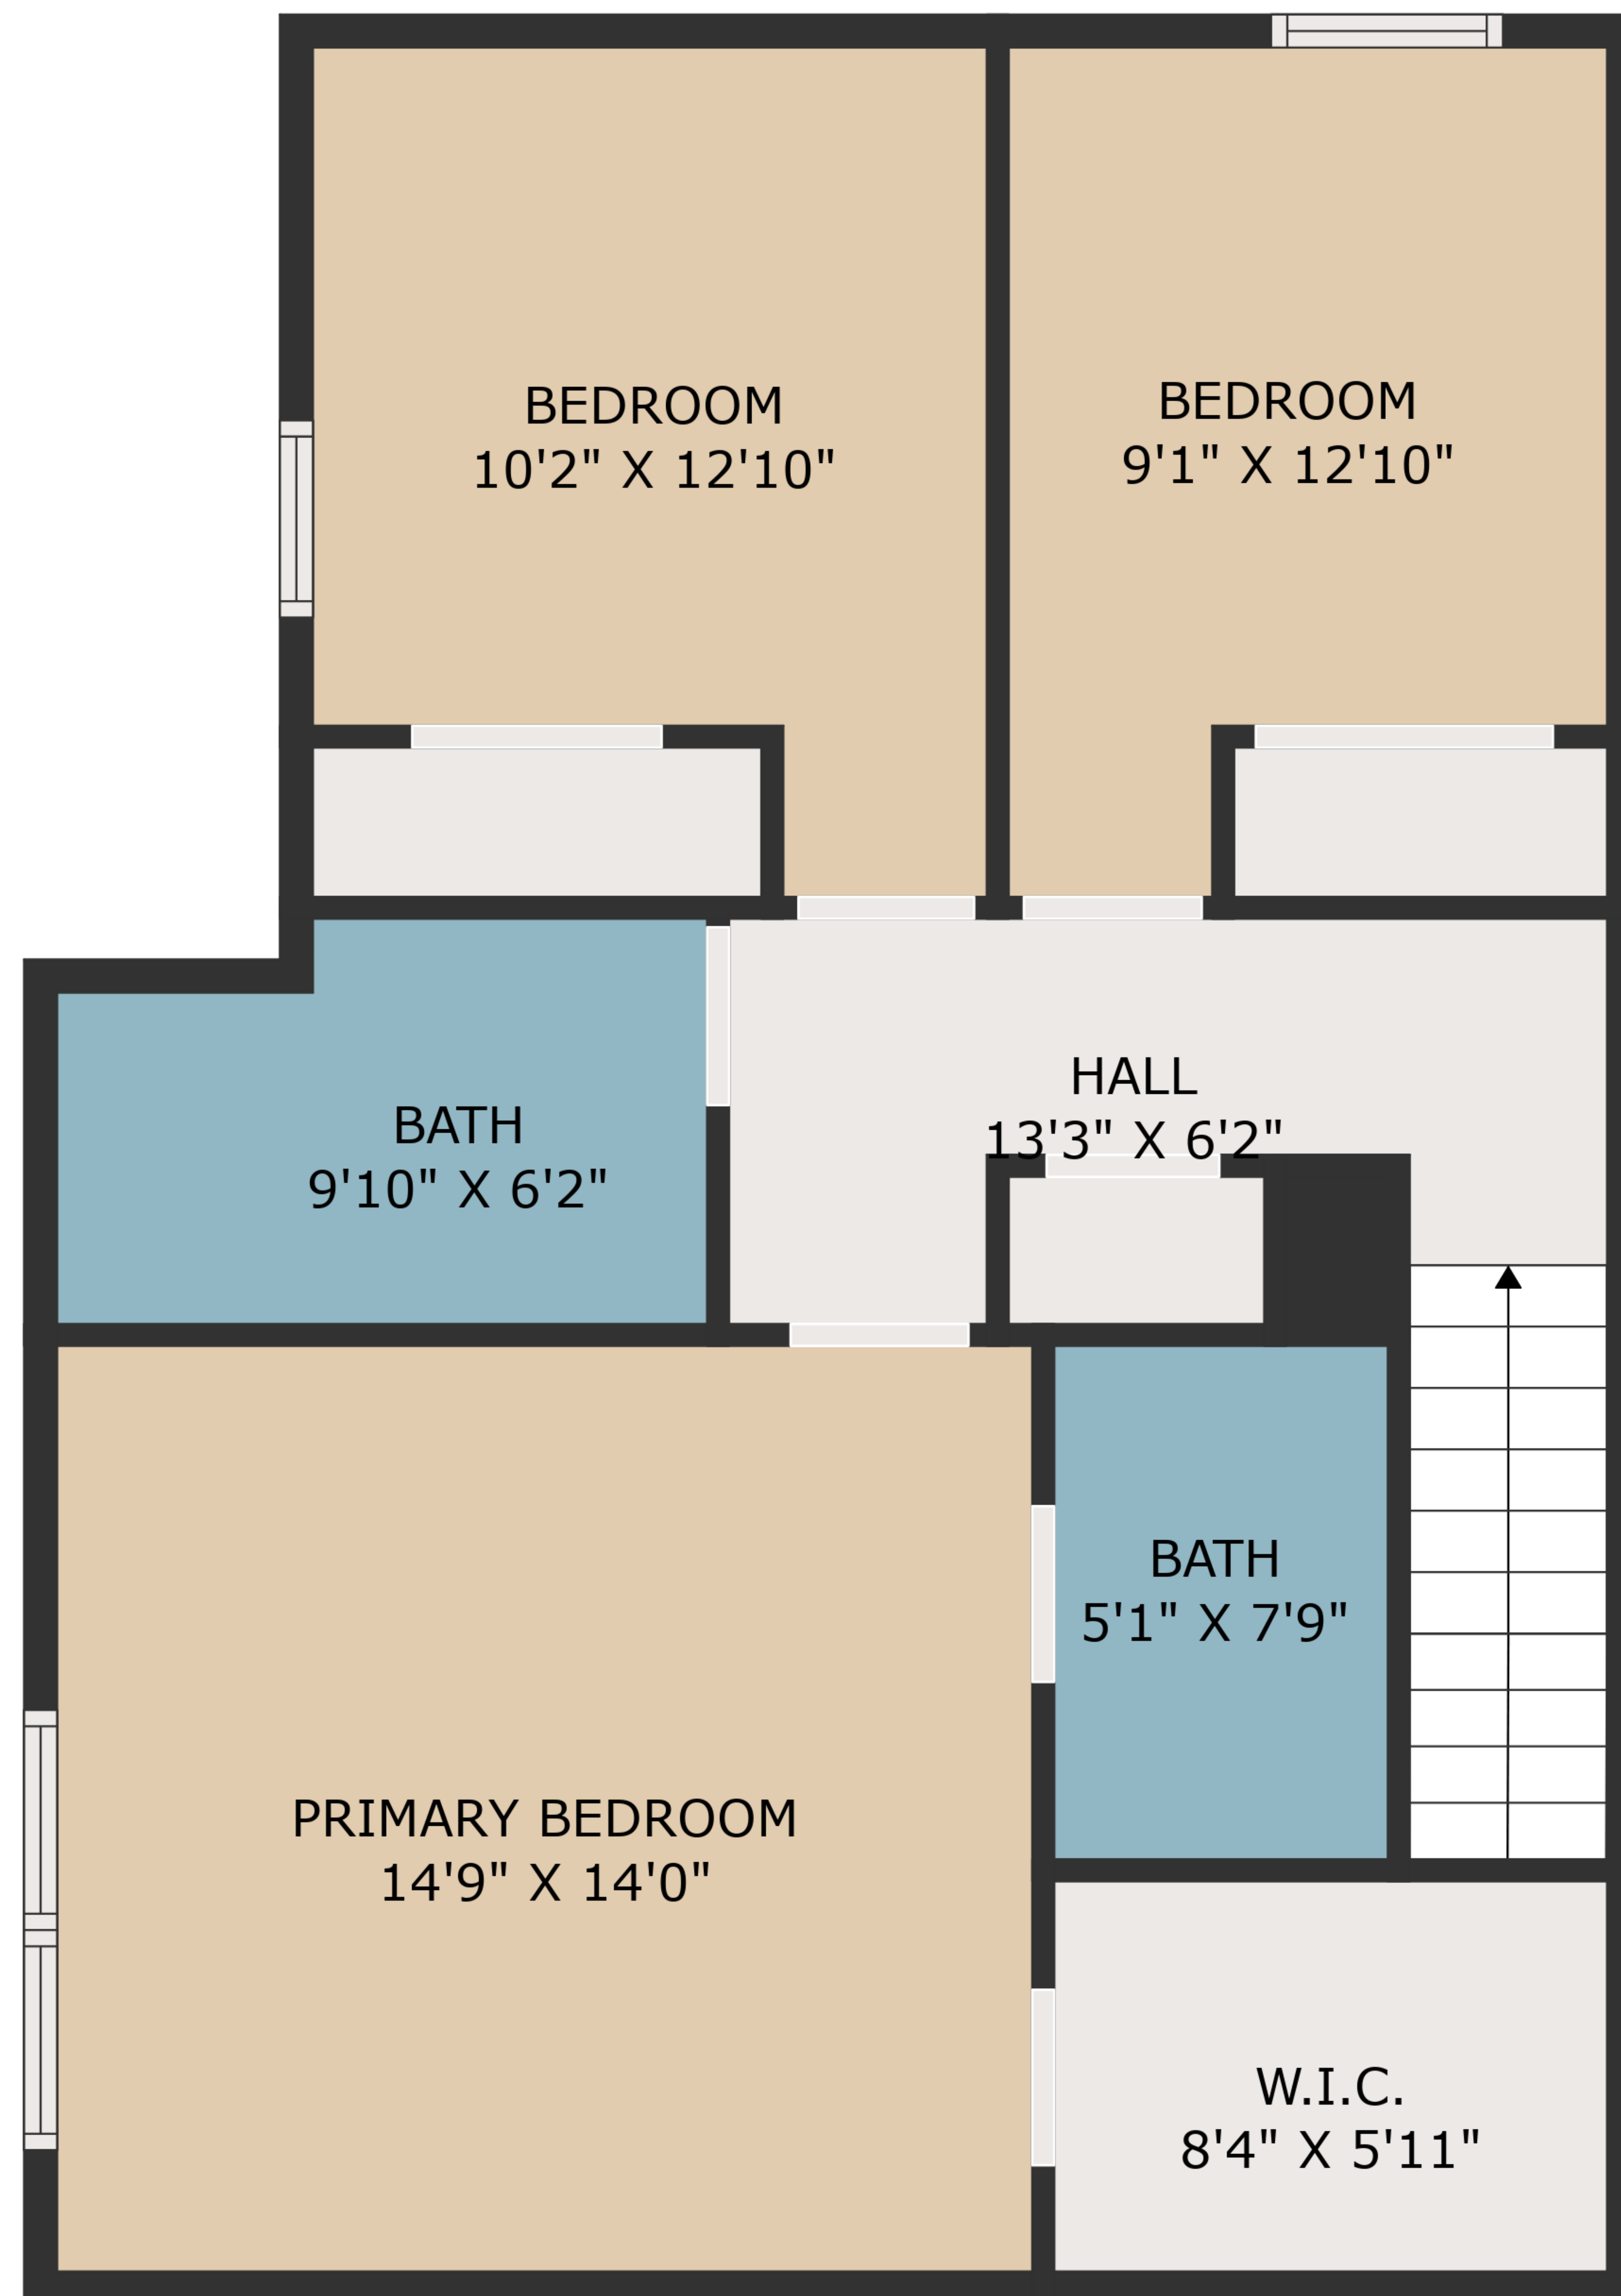 BEDROOM
10'2" X 12'10"
BEDROOM
9'1" X 12'10"
HALL
13'3" X 6'2"
BATH
9'10" X 6'2"
BATH
5'1" X 7'9"
PRIMARY BEDROOM
14'9" X 14'0"
W.I.C.
8'4" X 5'11"